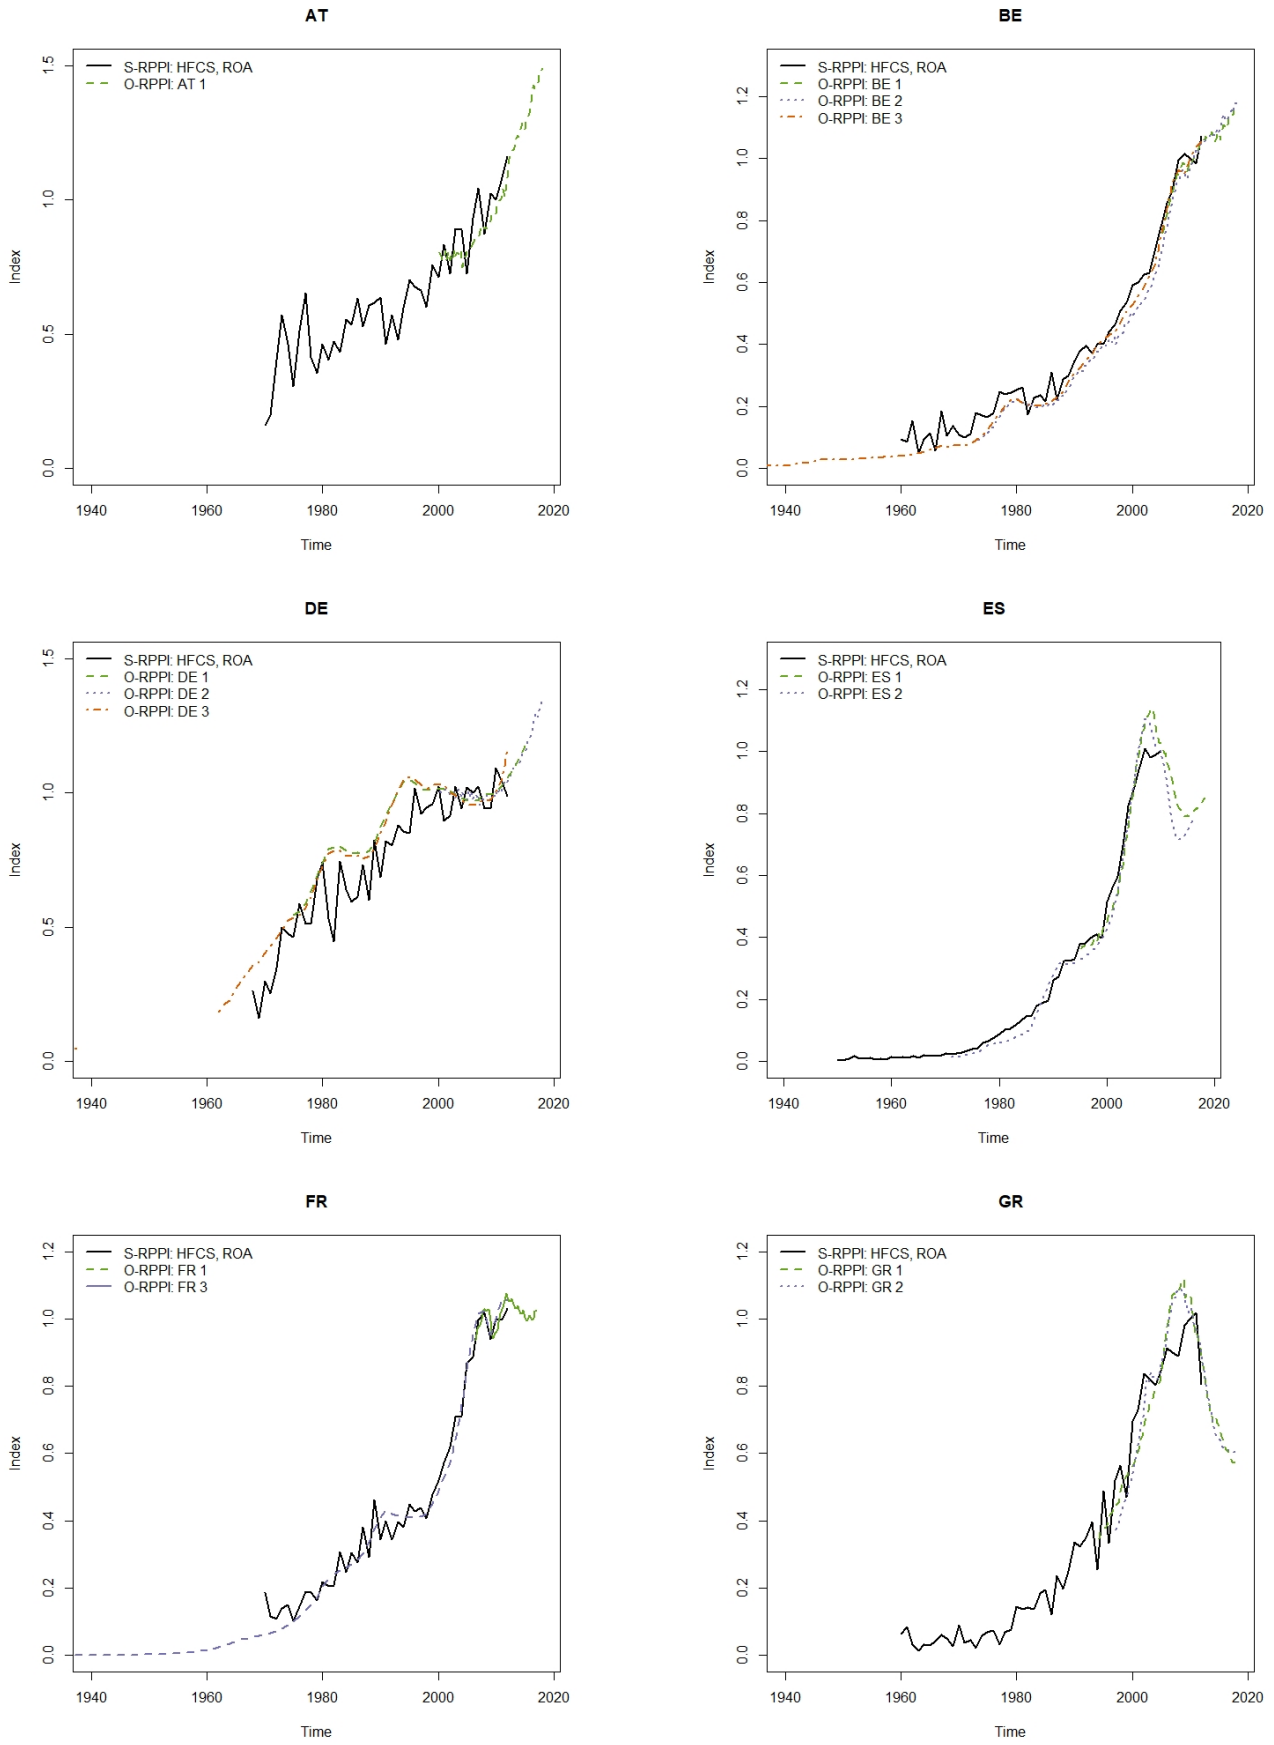 AT
S-RPPI: HFCS, ROA
O-RPPI: AT 1
Index
0.0
0.5
1.0
1.5
1940 1960 1980 2000 2020
Time
BE
S-RPPI: HFCS, ROA
O-RPPI: BE 1
O-RPPI: BE 2
O-RPPI: BE 3
Index
0.0
0.2
0.4
0.6
0.8
1.0
1.2
1940 1960 1980 2000 2020
Time
DE
S-RPPI: HFCS, ROA
O-RPPI: DE 1
O-RPPI: DE 2
O-RPPI: DE 3
Index
0.0
0.5
1.0
1.5
1940 1960 1980 2000 2020
Time
ES
S-RPPI: HFCS, ROA
O-RPPI: ES 1
O-RPPI: ES 2
Index
0.0
0.2
0.4
0.6
0.8
1.0
1.2
1940 1960 1980 2000 2020
Time
FR
S-RPPI: HFCS, ROA
O-RPPI: FR 1
O-RPPI: FR 3
Index
0.0
0.2
0.4
0.6
0.8
1.0
1.2
1940 1960 1980 2000 2020
Time
GR
S-RPPI: HFCS, ROA
O-RPPI: GR 1
O-RPPI: GR 2
Index
0.0
0.2
0.4
0.6
0.8
1.0
1.2
1940 1960 1980 2000 2020
Time